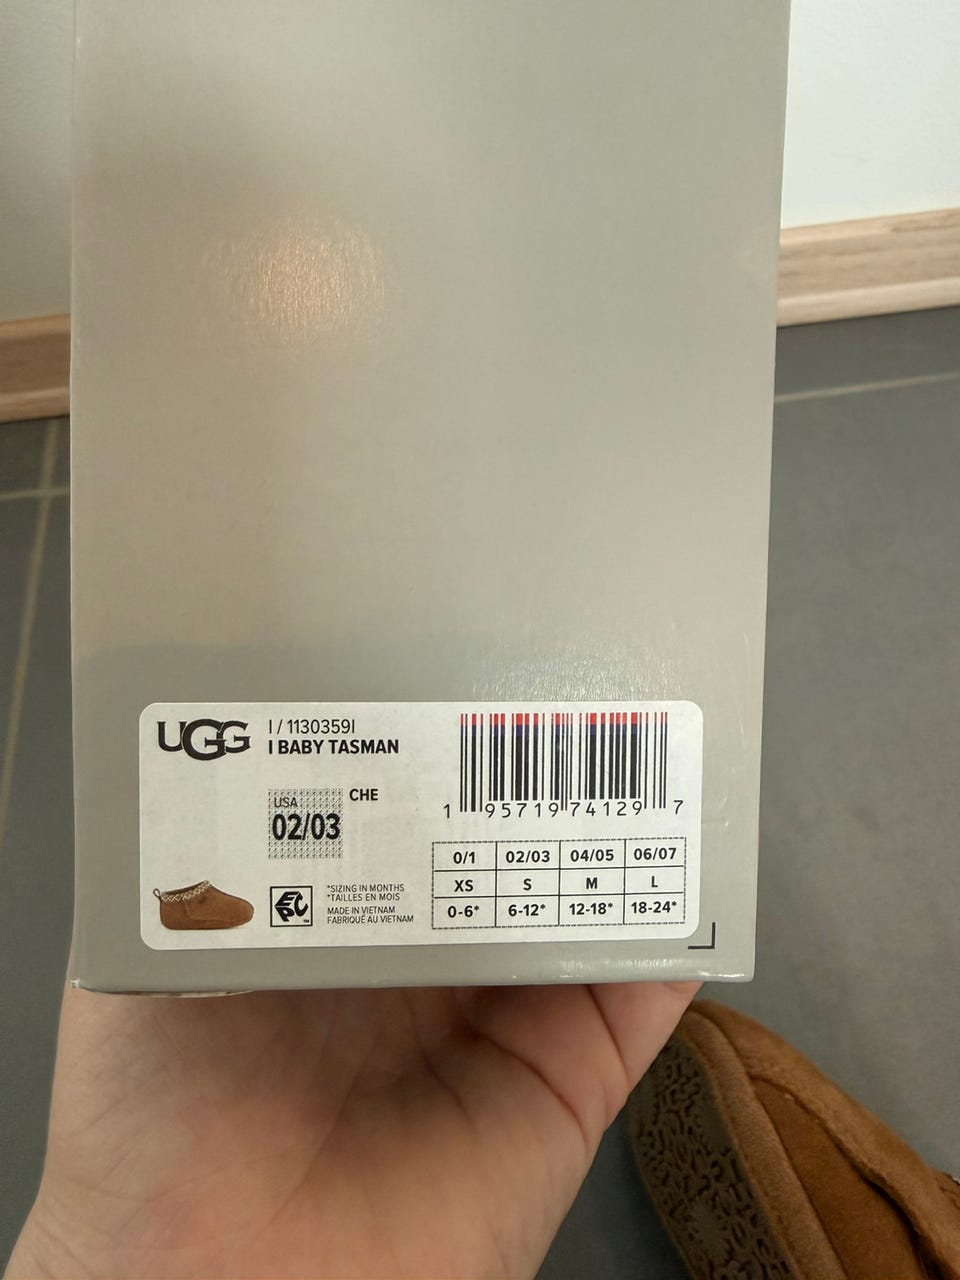 UGG
I / 1130359I
I BABY TASMAN
USA
02/03
CHE
1 95719 74129 7
0/1 02/03 04/05 06/07
XS S M L
0-6* 6-12* 12-18* 18-24*
EPC™
*SIZING IN MONTHS
*TAILLES EN MOIS
MADE IN VIETNAM
FABRIQUÉ AU VIETNAM